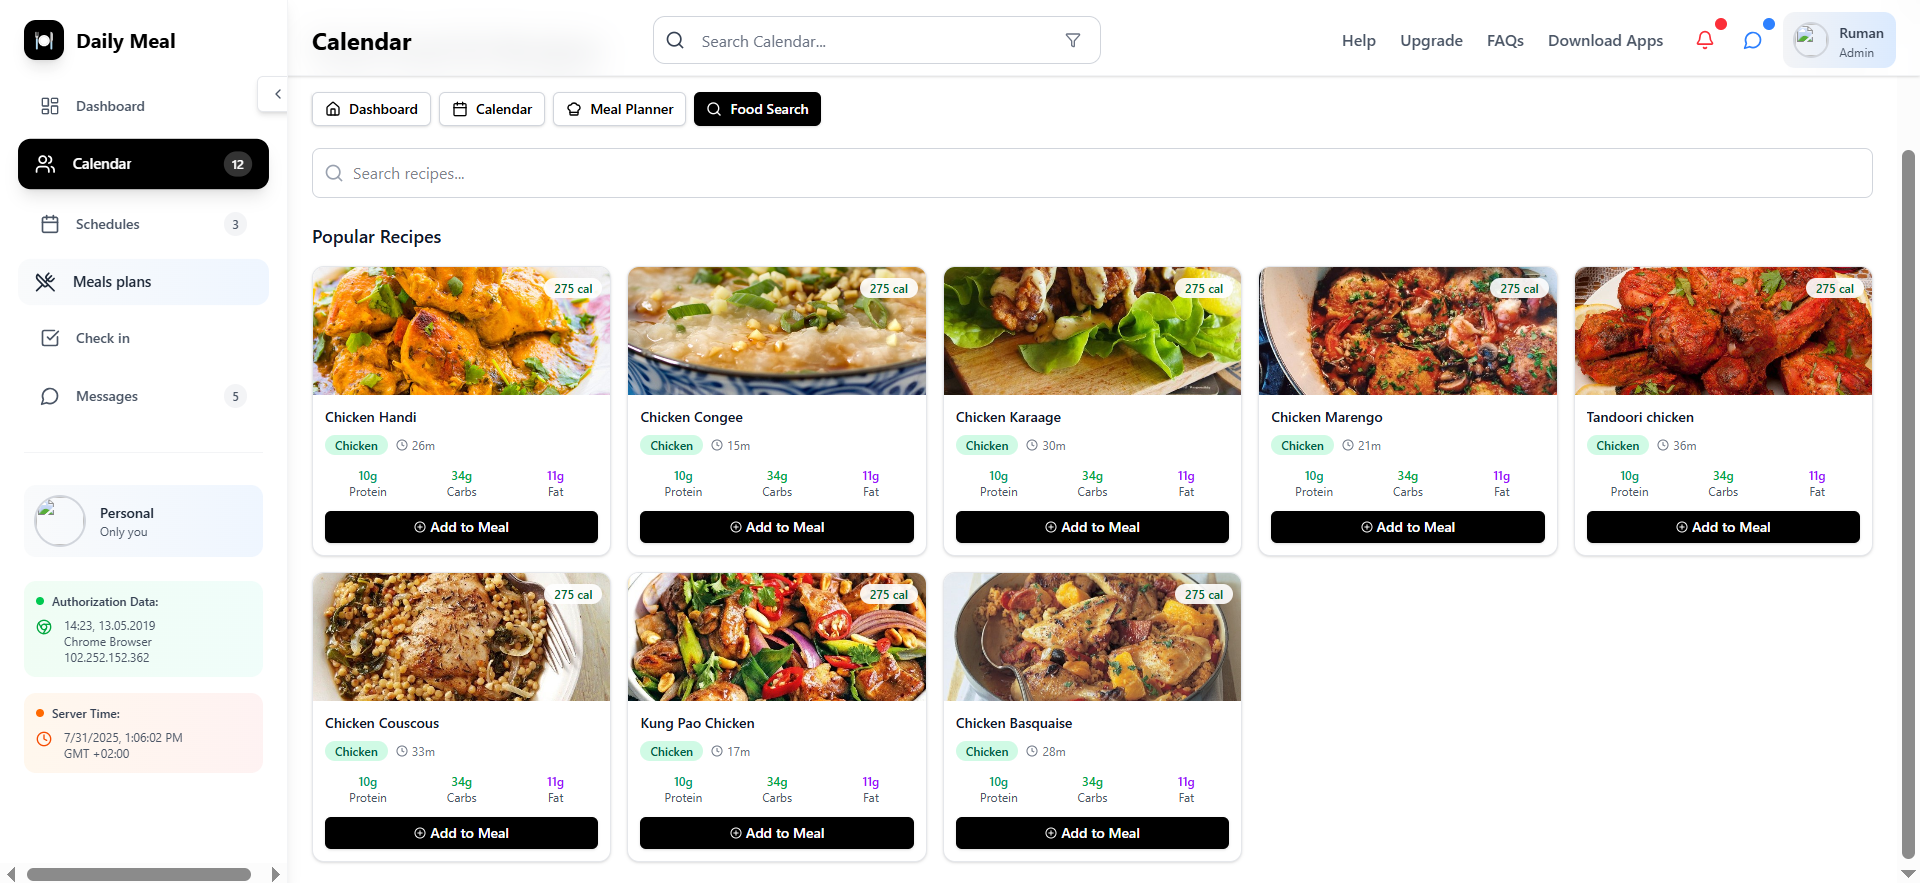 Daily Meal
Dashboard
Calendar 12
Schedules 3
Meals plans
Check in
Messages 5
Personal
Only you
Authorization Data:
14:23, 13.05.2019
Chrome Browser
102.252.152.362
Server Time:
7/31/2025, 1:06:02 PM
GMT +02:00
Calendar
Search Calendar...
Help Upgrade FAQs Download Apps
Ruman
Admin
Dashboard Calendar Meal Planner Food Search
Search recipes...
Popular Recipes
275 cal
Chicken Handi
Chicken 26m
10g 34g 11g
Protein Carbs Fat
Add to Meal
275 cal
Chicken Congee
Chicken 15m
10g 34g 11g
Protein Carbs Fat
Add to Meal
275 cal
Chicken Karaage
Chicken 30m
10g 34g 11g
Protein Carbs Fat
Add to Meal
275 cal
Chicken Marengo
Chicken 21m
10g 34g 11g
Protein Carbs Fat
Add to Meal
275 cal
Tandoori chicken
Chicken 36m
10g 34g 11g
Protein Carbs Fat
Add to Meal
275 cal
Chicken Couscous
Chicken 33m
10g 34g 11g
Protein Carbs Fat
Add to Meal
275 cal
Kung Pao Chicken
Chicken 17m
10g 34g 11g
Protein Carbs Fat
Add to Meal
275 cal
Chicken Basquaise
Chicken 28m
10g 34g 11g
Protein Carbs Fat
Add to Meal